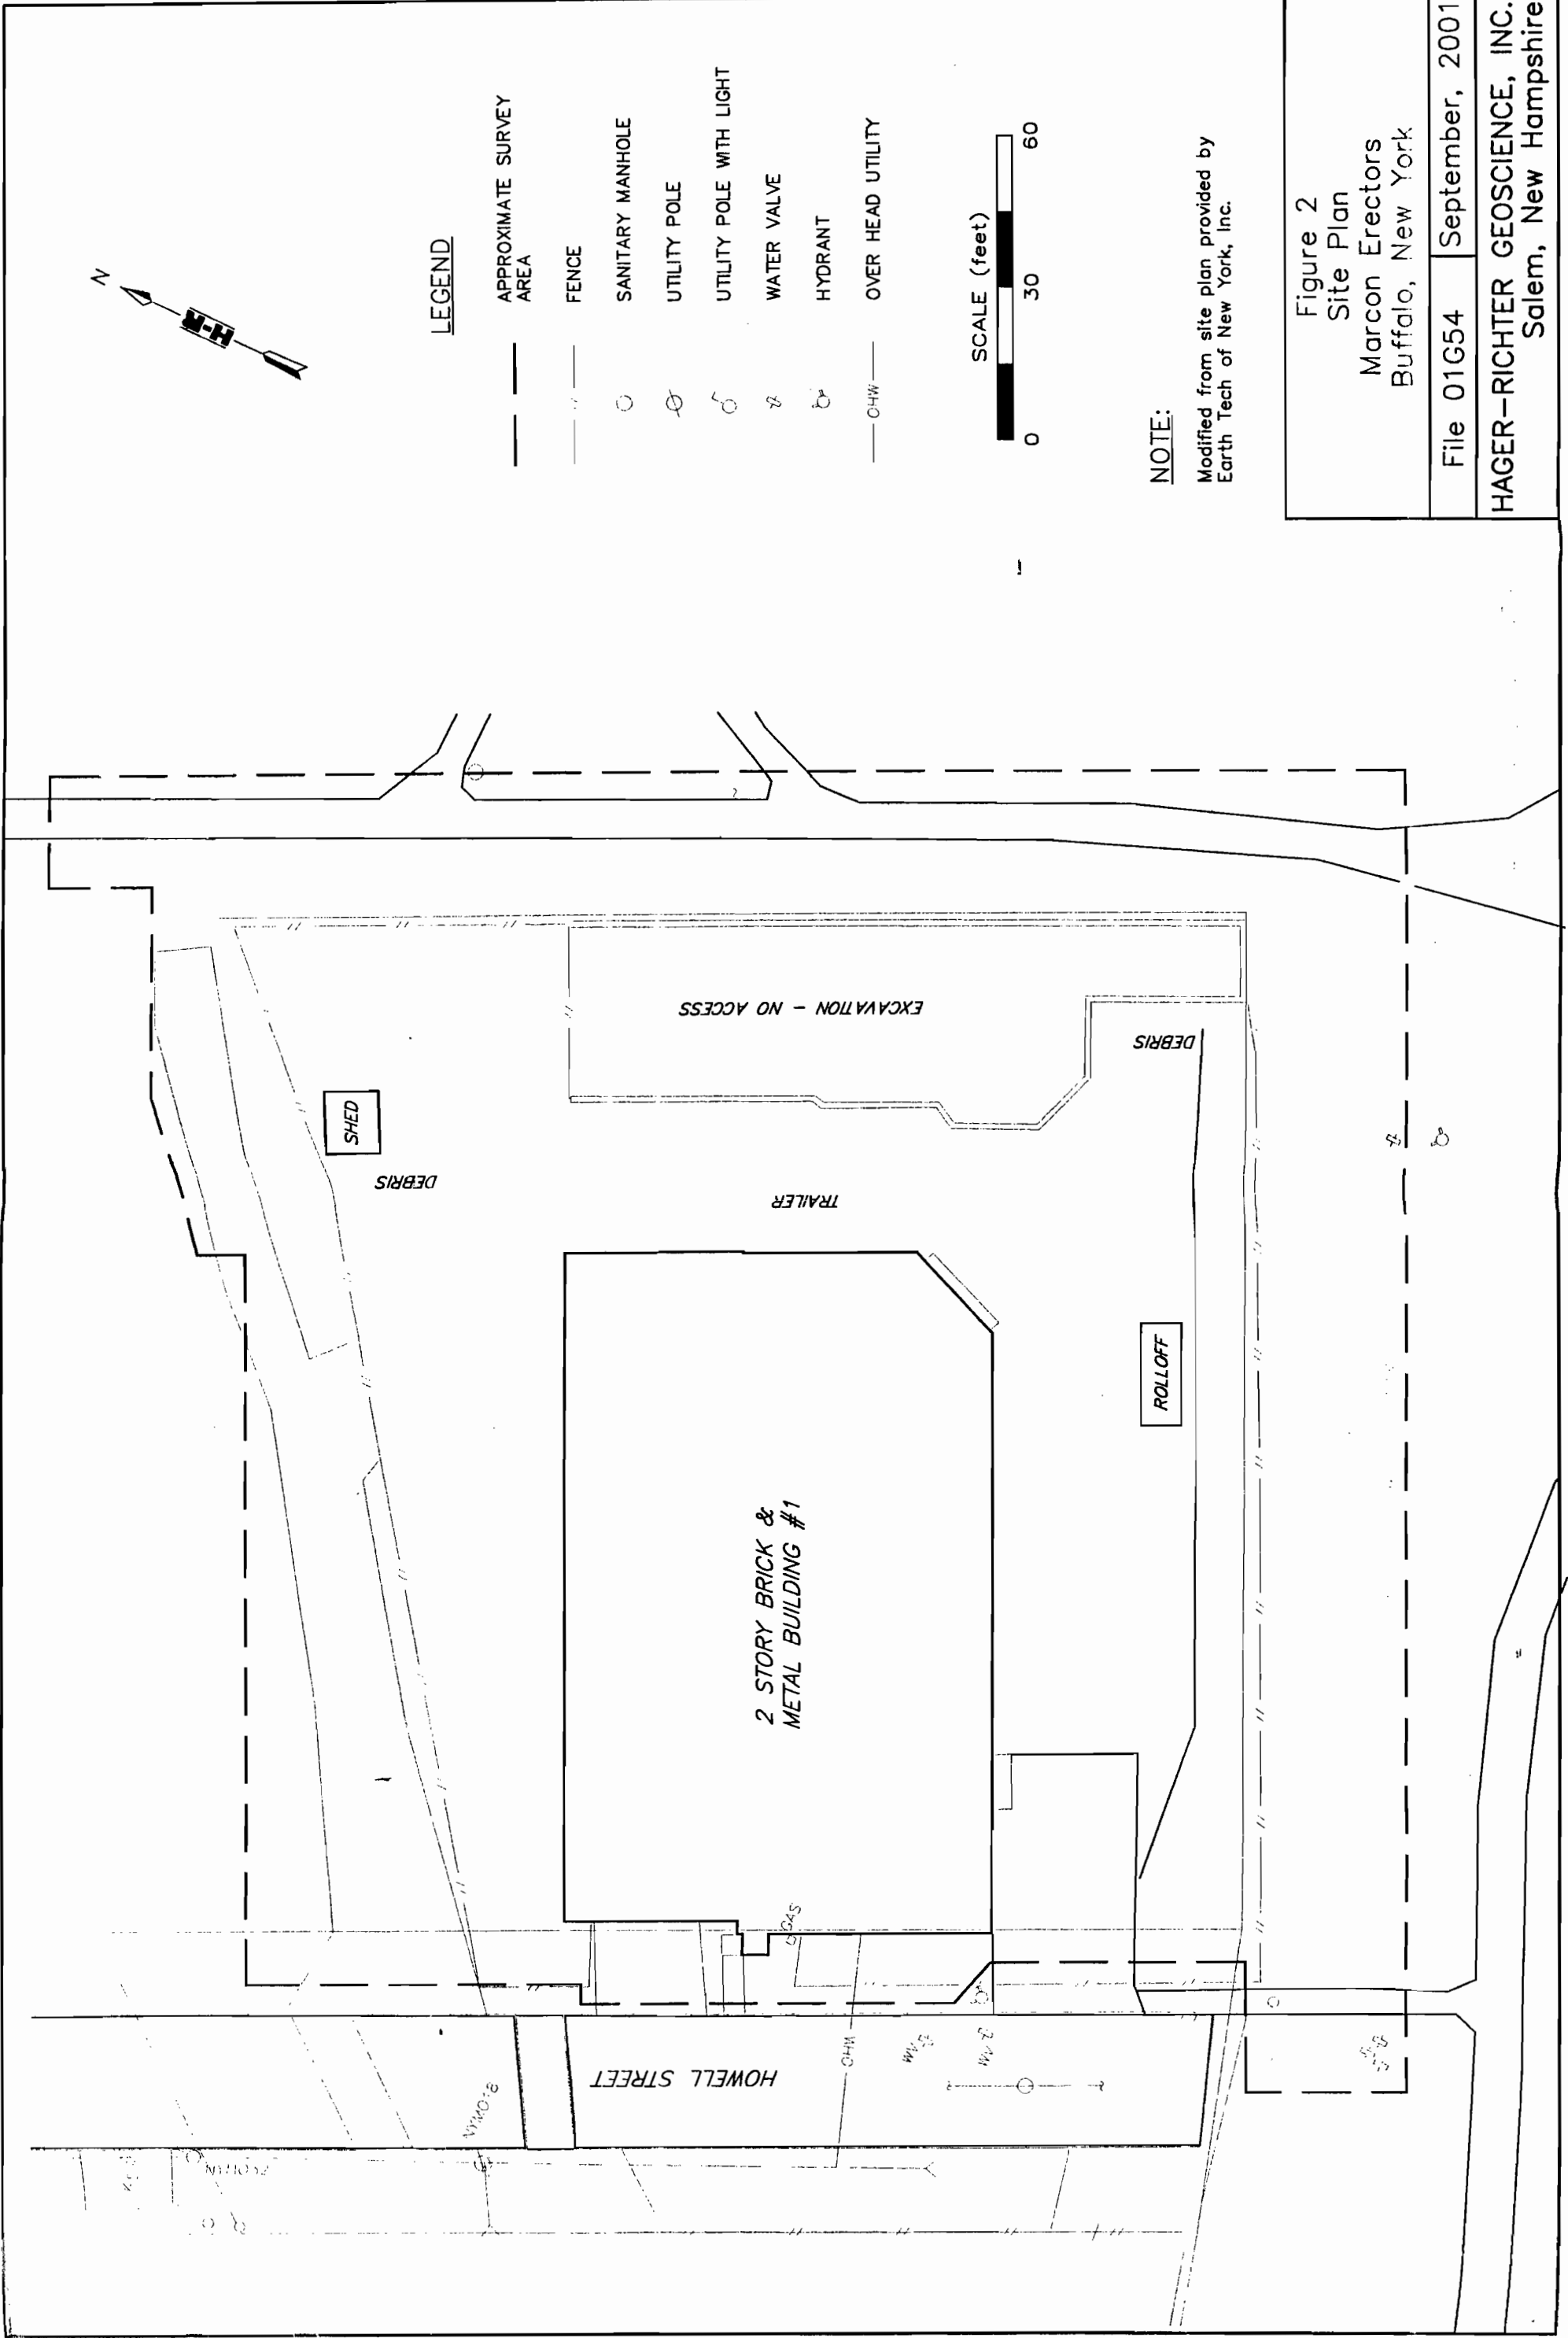 N
H-R
LEGEND
APPROXIMATE SURVEY
AREA
FENCE
SANITARY MANHOLE
UTILITY POLE
UTILITY POLE WITH LIGHT
WATER VALVE
HYDRANT
OHW
OVER HEAD UTILITY
SCALE (feet)
0
30
60
NOTE:
Modified from site plan provided by
Earth Tech of New York, Inc.
Figure 2
Site Plan
Marcon Erectors
Buffalo, New York
File 01G54
September, 2001
HAGER-RICHTER GEOSCIENCE, INC.
Salem, New Hampshire
EXCAVATION - NO ACCESS
DEBRIS
SHED
DEBRIS
TRAILER
ROLLOFF
2 STORY BRICK &
METAL BUILDING #1
GAS
OHW
HOWELL STREET